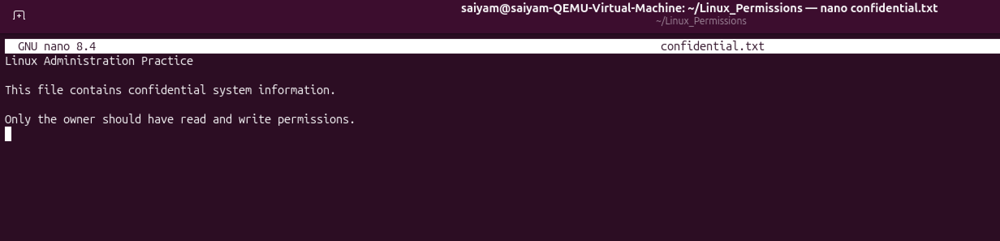 saiyam@saiyam-QEMU-Virtual-Machine: ~/Linux_Permissions — nano confidential.txt
~/Linux_Permissions
GNU nano 8.4 confidential.txt
Linux Administration Practice
This file contains confidential system information.
Only the owner should have read and write permissions.